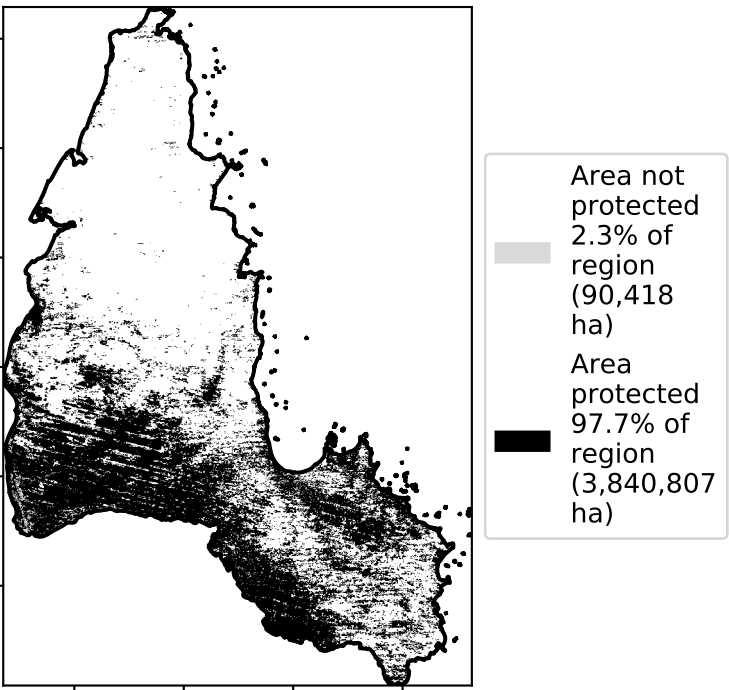 Area not
protected
2.3% of
region
(90,418
ha)
Area
protected
97.7% of
region
(3,840,807
ha)